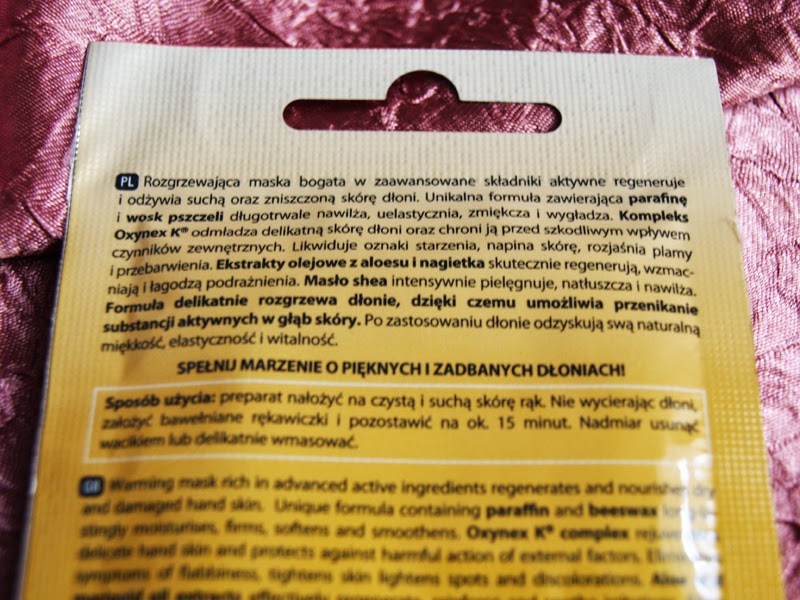 PL Rozgrzewająca maska bogata w zaawansowane składniki aktywne regeneruje
i odżywia suchą oraz zniszczoną skórę dłoni. Unikalna formuła zawierająca parafinę
i wosk pszczeli długotrwale nawilża, uelastycznia, zmiękcza i wygładza. Kompleks
Oxynex K® odmładza delikatną skórę dłoni oraz chroni ją przed szkodliwym wpływem
czynników zewnętrznych. Likwiduje oznaki starzenia, napina skórę, rozjaśnia plamy
i przebarwienia. Ekstrakty olejowe z aloesu i nagietka skutecznie regenerują, wzmac-
niają i łagodzą podrażnienia. Masło shea intensywnie pielęgnuje, natłuszcza i nawilża.
Formuła delikatnie rozgrzewa dłonie, dzięki czemu umożliwia przenikanie
substancji aktywnych w głąb skóry. Po zastosowaniu dłonie odzyskują swą naturalną
miękkość, elastyczność i witalność.
SPEŁNIJ MARZENIE O PIĘKNYCH I ZADBANYCH DŁONIACH!
Sposób użycia: preparat nałożyć na czystą i suchą skórę rąk. Nie wycierając dłoni,
założyć bawełniane rękawiczki i pozostawić na ok. 15 minut. Nadmiar usunąć
wacikiem lub delikatnie wmasować.
GB Warming mask rich in advanced active ingredients regenerates and nourishes dry
and damaged hand skin. Unique formula containing paraffin and beeswax
stingly moisturises, firms, softens and smoothens. Oxynex K® complex
delicate hand skin and protects against harmful action of external factors.
symptoms of flabbiness, tightens skin lightens spots and discolorations.